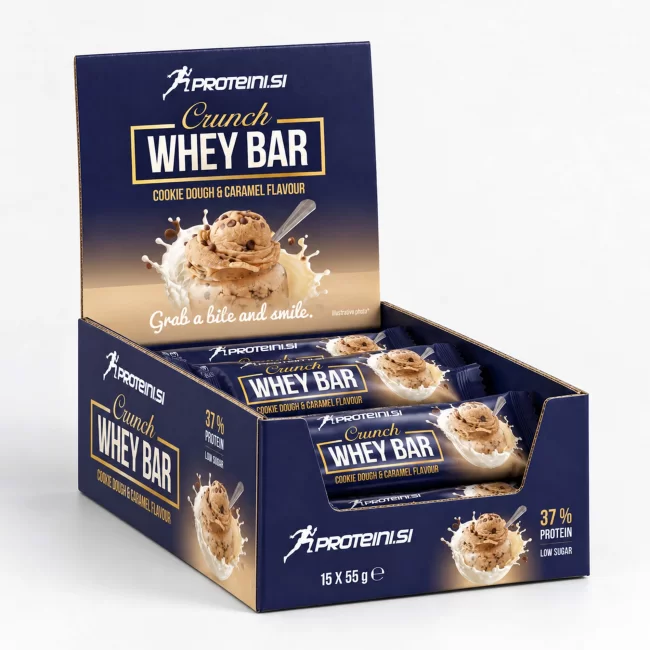 PROTEINI.SI
Crunch
WHEY BAR
COOKIE DOUGH & CARAMEL FLAVOUR
Grab a bite and smile.
Illustrative photo*
PROTEINI.SI
Crunch
WHEY BAR
COOKIE DOUGH & CARAMEL FLAVOUR
37 %
PROTEIN
LOW SUGAR
PROTEINI.SI
Crunch
WHEY BAR
COOKIE DOUGH & CARAMEL FLAVOUR
PROTEINI.SI
Crunch
WHEY BAR
COOKIE DOUGH & CARAMEL FLAVOUR
PROTEINI.SI
PROTEINI.SI
15 X 55 g ℮
37 %
PROTEIN
LOW SUGAR